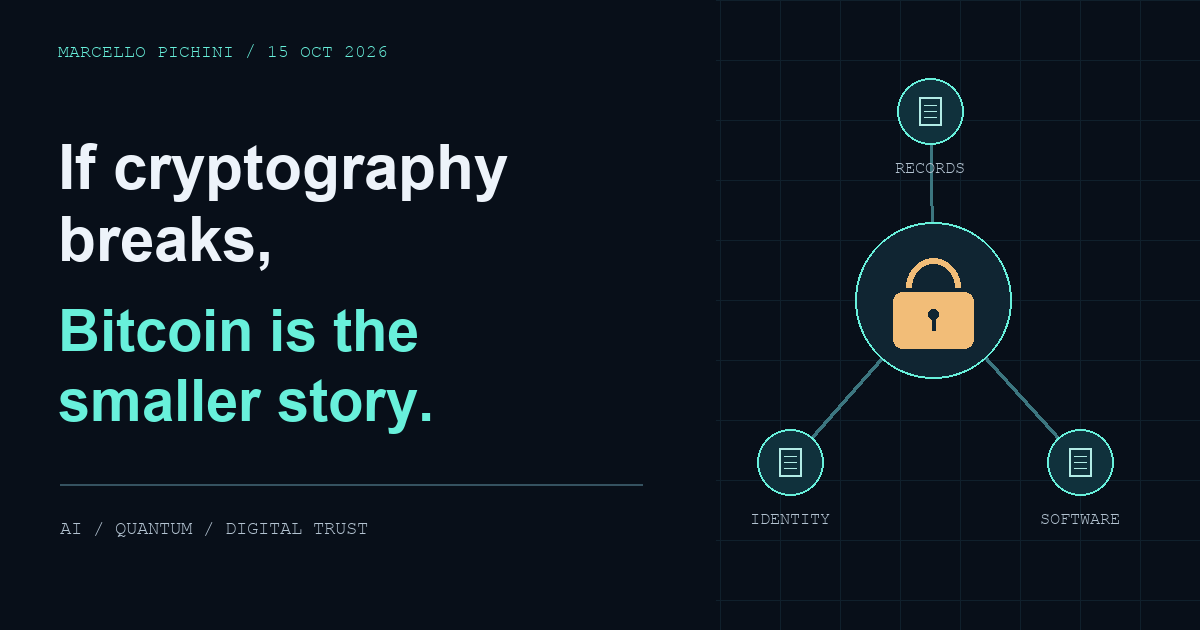 MARCELLO PICHINI / 15 OCT 2026
If cryptography
breaks,
Bitcoin is the
smaller story.
AI / QUANTUM / DIGITAL TRUST
RECORDS
IDENTITY
SOFTWARE